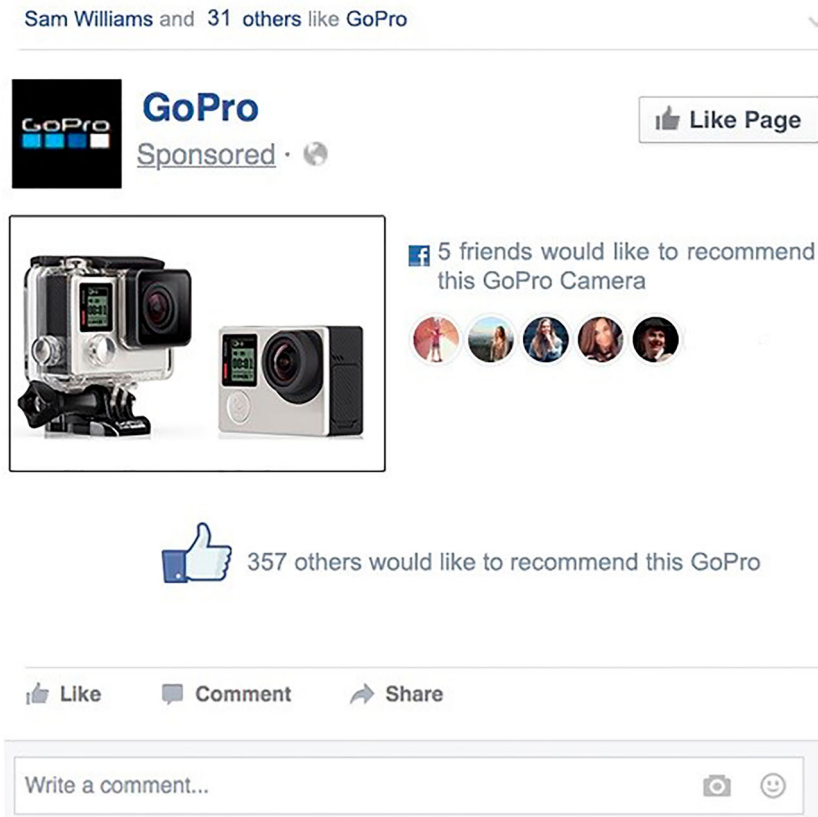 Sam Williams and 31 others like GoPro
GoPro
GoPro
Sponsored ·
Like Page
5 friends would like to recommend
this GoPro Camera
357 others would like to recommend this GoPro
Like Comment Share
Write a comment...